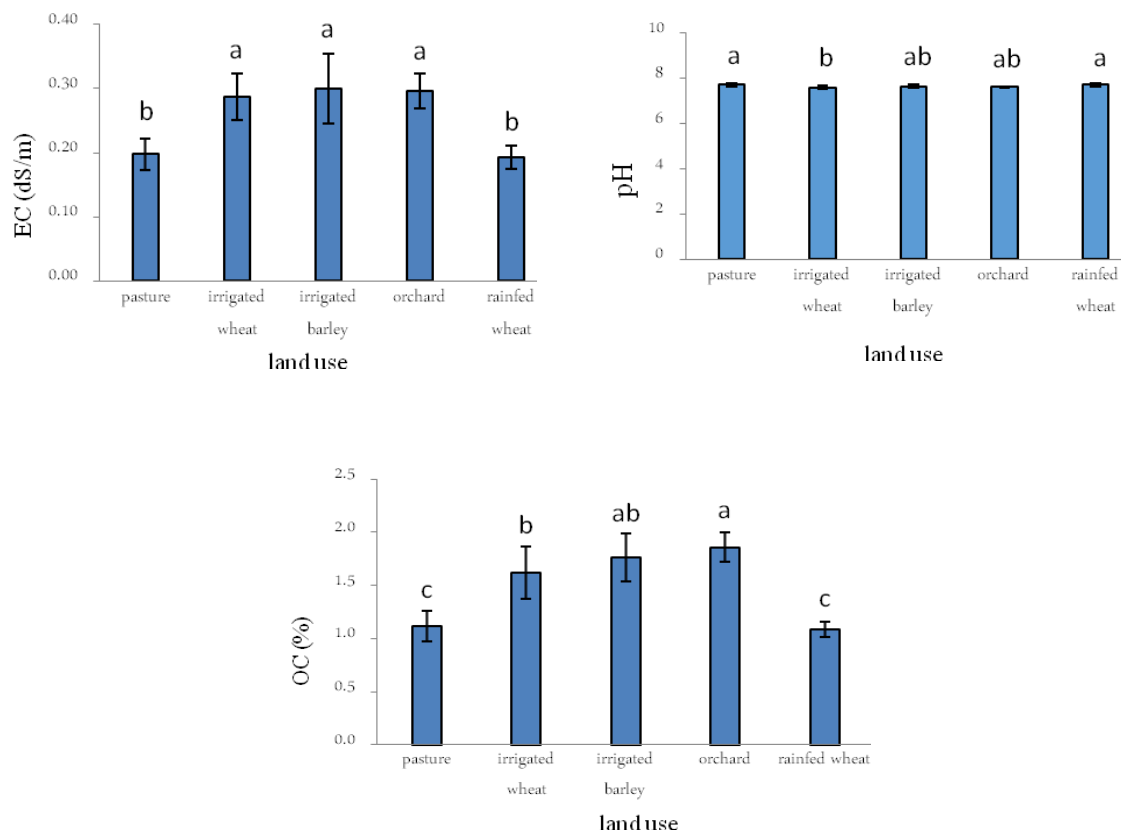 0.40
0.30
0.20
0.10
0.00
EC (dS/m)
b
a
a
a
b
pasture
irrigated wheat
irrigated barley
orchard
rainfed wheat
land use
10
8
6
4
2
0
pH
a
b
ab
ab
a
pasture
irrigated wheat
irrigated barley
orchard
rainfed wheat
land use
2.5
2.0
1.5
1.0
0.5
0.0
OC (%)
c
b
ab
a
c
pasture
irrigated wheat
irrigated barley
orchard
rainfed wheat
land use